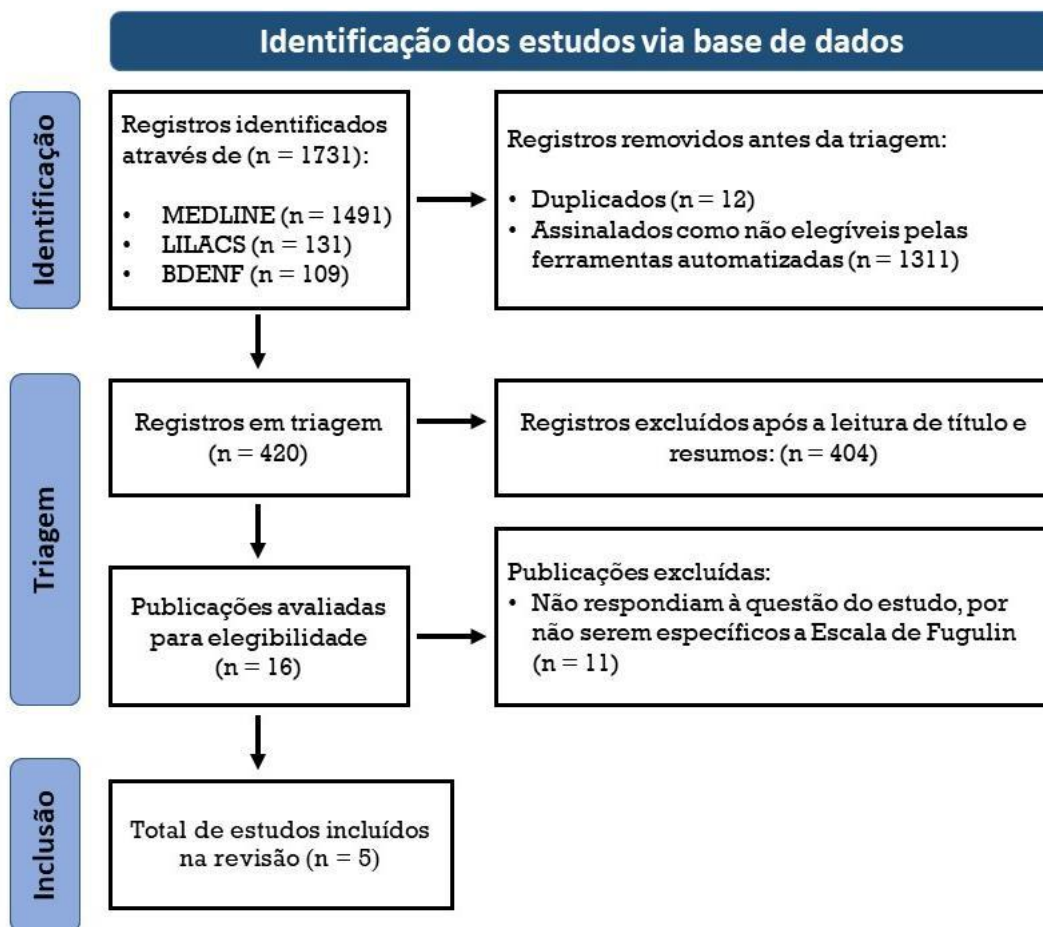 Identificação dos estudos via base de dados
Identificação
Registros identificados
através de (n = 1731):
• MEDLINE (n = 1491)
• LILACS (n = 131)
• BDENF (n = 109)
Registros removidos antes da triagem:
• Duplicados (n = 12)
• Assinalados como não elegíveis pelas
ferramentas automatizadas (n = 1311)
Triagem
Registros em triagem
(n = 420)
Registros excluídos após a leitura de título e
resumos: (n = 404)
Publicações avaliadas
para elegibilidade
(n = 16)
Publicações excluídas:
• Não respondiam à questão do estudo, por
não serem específicos a Escala de Fugulin
(n = 11)
Inclusão
Total de estudos incluídos
na revisão (n = 5)